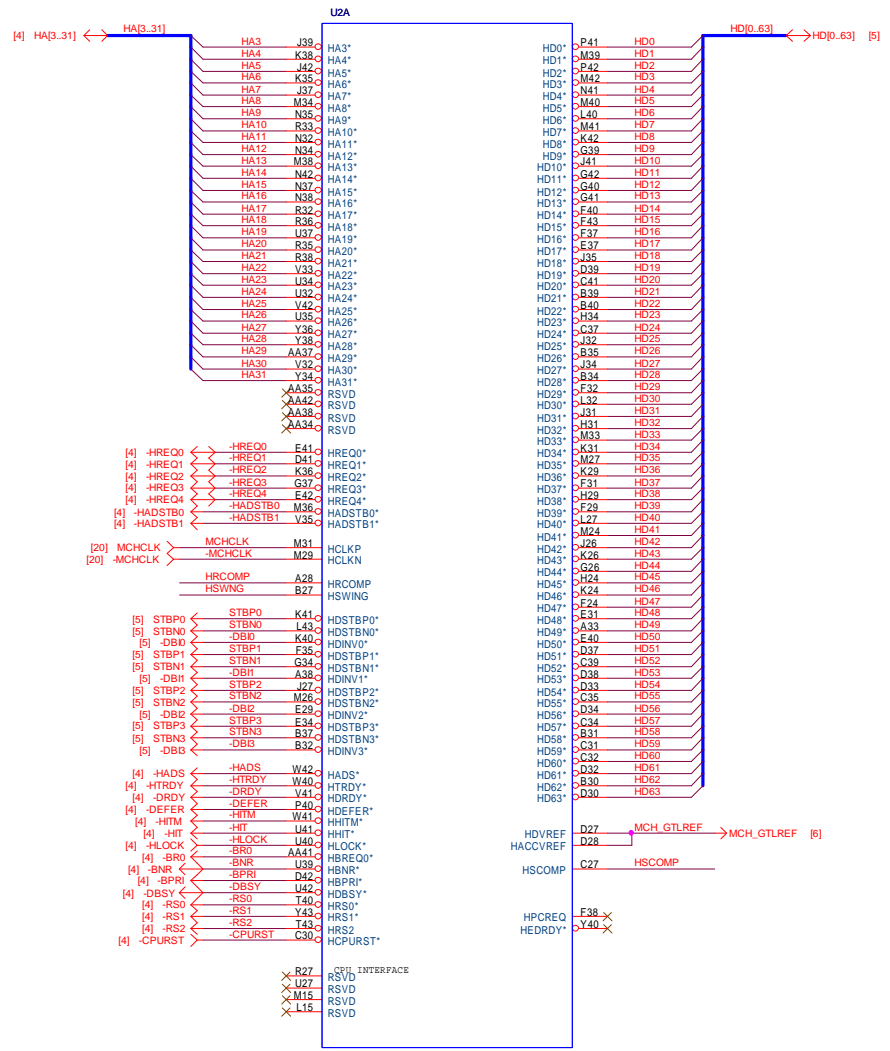 U2A
[4] HA[3..31] HA[3..31] HD[0..63] HD[0..63] [5]
HA3 J39 HA3* HD0* P41 HD0
HA4 K38 HA4* HD1* M39 HD1
HA5 J42 HA5* HD2* P42 HD2
HA6 K35 HA6* HD3* M42 HD3
HA7 J37 HA7* HD4* N41 HD4
HA8 M34 HA8* HD5* M40 HD5
HA9 N35 HA9* HD6* L40 HD6
HA10 R33 HA10* HD7* M41 HD7
HA11 N32 HA11* HD8* K42 HD8
HA12 N34 HA12* HD9* G39 HD9
HA13 M38 HA13* HD10* J41 HD10
HA14 N42 HA14* HD11* G42 HD11
HA15 N37 HA15* HD12* G40 HD12
HA16 N38 HA16* HD13* G41 HD13
HA17 R32 HA17* HD14* F40 HD14
HA18 R36 HA18* HD15* F43 HD15
HA19 U37 HA19* HD16* F37 HD16
HA20 R35 HA20* HD17* E37 HD17
HA21 R38 HA21* HD18* J35 HD18
HA22 V33 HA22* HD19* D39 HD19
HA23 U34 HA23* HD20* C41 HD20
HA24 U32 HA24* HD21* B39 HD21
HA25 V42 HA25* HD22* B40 HD22
HA26 U35 HA26* HD23* H34 HD23
HA27 Y36 HA27* HD24* C37 HD24
HA28 Y38 HA28* HD25* J32 HD25
HA29 AA37 HA29* HD26* B35 HD26
HA30 V32 HA30* HD27* J34 HD27
HA31 Y34 HA31* HD28* B34 HD28
AA35 RSVD HD29* F32 HD29
AA42 RSVD HD30* L32 HD30
AA38 RSVD HD31* J31 HD31
AA34 RSVD HD32* H31 HD32
HD33* M33 HD33
[4] -HREQ0 -HREQ0 E41 HREQ0* HD34* K31 HD34
[4] -HREQ1 -HREQ1 D41 HREQ1* HD35* M27 HD35
[4] -HREQ2 -HREQ2 K36 HREQ2* HD36* K29 HD36
[4] -HREQ3 -HREQ3 G37 HREQ3* HD37* F31 HD37
[4] -HREQ4 -HREQ4 E42 HREQ4* HD38* H29 HD38
[4] -HADSTB0 -HADSTB0 M36 HADSTB0* HD39* F29 HD39
[4] -HADSTB1 -HADSTB1 V35 HADSTB1* HD40* L27 HD40
HD41* M24 HD41
[20] MCHCLK MCHCLK M31 HCLKP HD42* J26 HD42
[20] -MCHCLK -MCHCLK M29 HCLKN HD43* K26 HD43
HD44* G26 HD44
HRCOMP A28 HRCOMP HD45* H24 HD45
HSWNG B27 HSWING HD46* K24 HD46
HD47* F24 HD47
[5] STBP0 STBP0 K41 HDSTBP0* HD48* E31 HD48
[5] STBN0 STBN0 L43 HDSTBN0* HD49* A33 HD49
[5] -DBI0 -DBI0 K40 HDINV0* HD50* E40 HD50
[5] STBP1 STBP1 F35 HDSTBP1* HD51* D37 HD51
[5] STBN1 STBN1 G34 HDSTBN1* HD52* C39 HD52
[5] -DBI1 -DBI1 A38 HDINV1* HD53* D38 HD53
[5] STBP2 STBP2 J27 HDSTBP2* HD54* D33 HD54
[5] STBN2 STBN2 M26 HDSTBN2* HD55* C35 HD55
[5] -DBI2 -DBI2 E29 HDINV2* HD56* D34 HD56
[5] STBP3 STBP3 E34 HDSTBP3* HD57* C34 HD57
[5] STBN3 STBN3 B37 HDSTBN3* HD58* B31 HD58
[5] -DBI3 -DBI3 B32 HDINV3* HD59* C31 HD59
HD60* C32 HD60
[4] -HADS -HADS W42 HADS* HD61* D32 HD61
[4] -HTRDY -HTRDY W40 HTRDY* HD62* B30 HD62
[4] -DRDY -DRDY V41 HDRDY* HD63* D30 HD63
[4] -DEFER -DEFER P40 HDEFER*
[4] -HITM -HITM W41 HHITM*
[4] -HIT -HIT U41 HHIT* HDVREF D27 MCH_GTLREF MCH_GTLREF [6]
[4] -HLOCK -HLOCK U40 HLOCK* HACCVREF D28
[4] -BR0 -BR0 AA41 HBREQ0*
[4] -BNR -BNR U39 HBNR* HSCOMP C27 HSCOMP
[4] -BPRI -BPRI D42 HBPRI*
[4] -DBSY -DBSY U42 HDBSY*
[4] -RS0 -RS0 T40 HRS0*
[4] -RS1 -RS1 Y43 HRS1* HPCREQ F38
[4] -RS2 -RS2 T43 HRS2 HEDRDY* Y40
[4] -CPURST -CPURST C30 HCPURST*
CPU INTERFACE
R27 RSVD
U27 RSVD
M15 RSVD
L15 RSVD